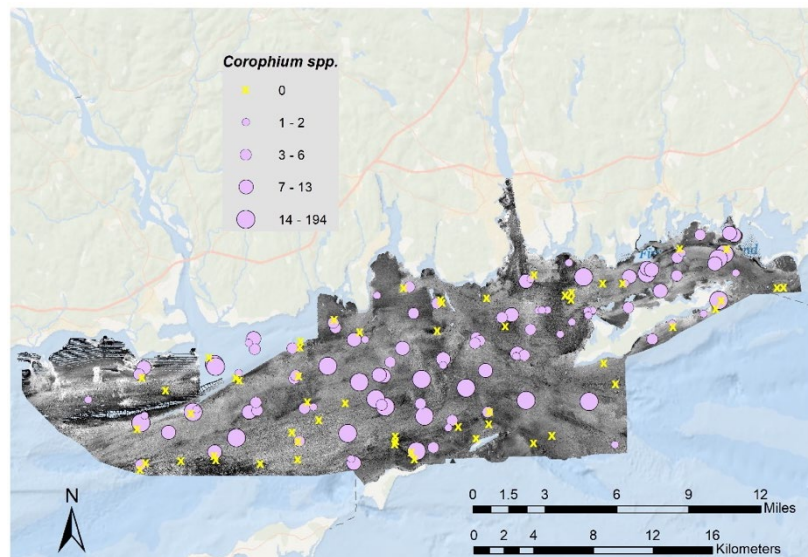 Corophium spp.
x 0
1 - 2
3 - 6
7 - 13
14 - 194
nd
N
0 1.5 3 6 9 12
Miles
0 2 4 8 12 16
Kilometers